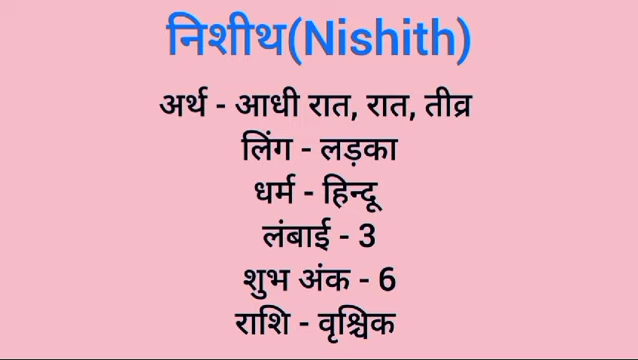 निशीथ(Nishith)
अर्थ - आधी रात, रात, तीव्र
लिंग - लड़का
धर्म - हिन्दू
लंबाई - 3
शुभ अंक - 6
राशि - वृश्चिक